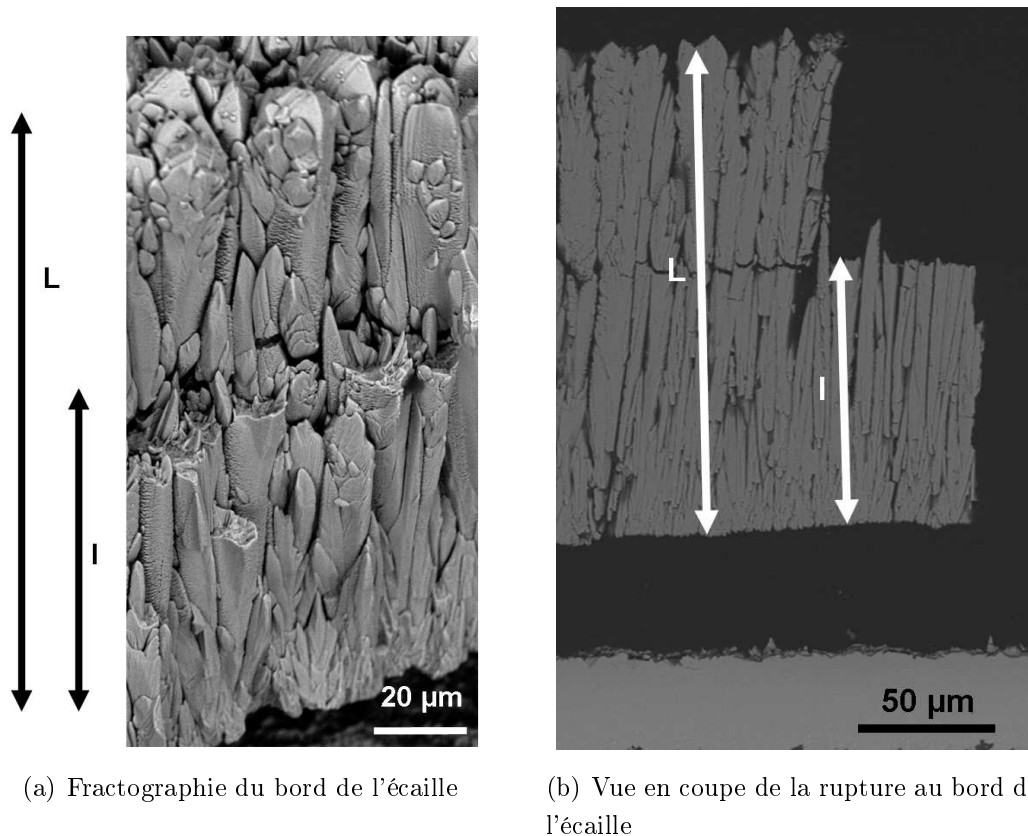 L
l
20 µm
L
l
50 µm
(a) Fractographie du bord de l'écaille
(b) Vue en coupe de la rupture au bord d
l'écaille